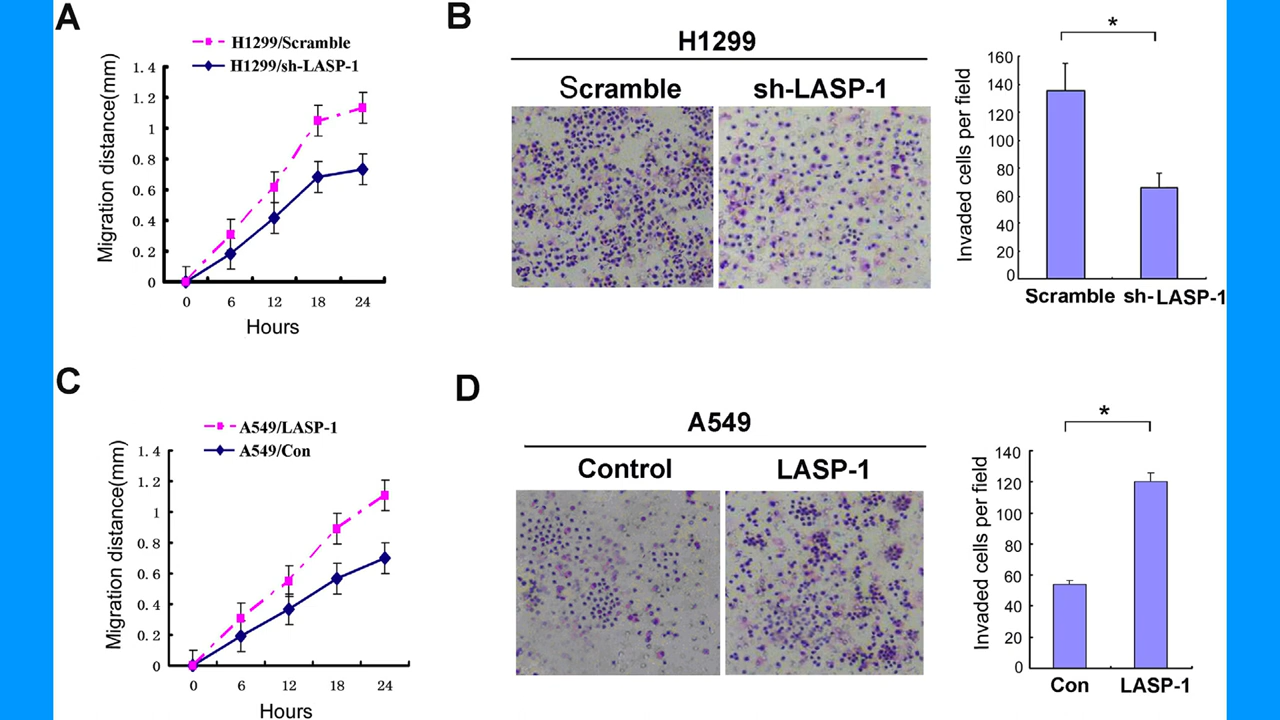 A
H1299/Scramble
H1299/sh-LASP-1
Migration distance(mm)
1.4
1.2
1
0.8
0.6
0.4
0.2
0
0 6 12 18 24
Hours
B
H1299
Scramble sh-LASP-1
*
Invaded cells per field
160
140
120
100
80
60
40
20
0
Scramble sh-LASP-1
C
A549/LASP-1
A549/Con
Migration distance(mm)
1.4
1.2
1
0.8
0.6
0.4
0.2
0
0 6 12 18 24
Hours
D
A549
Control LASP-1
*
Invaded cells per field
140
120
100
80
60
40
20
0
Con LASP-1